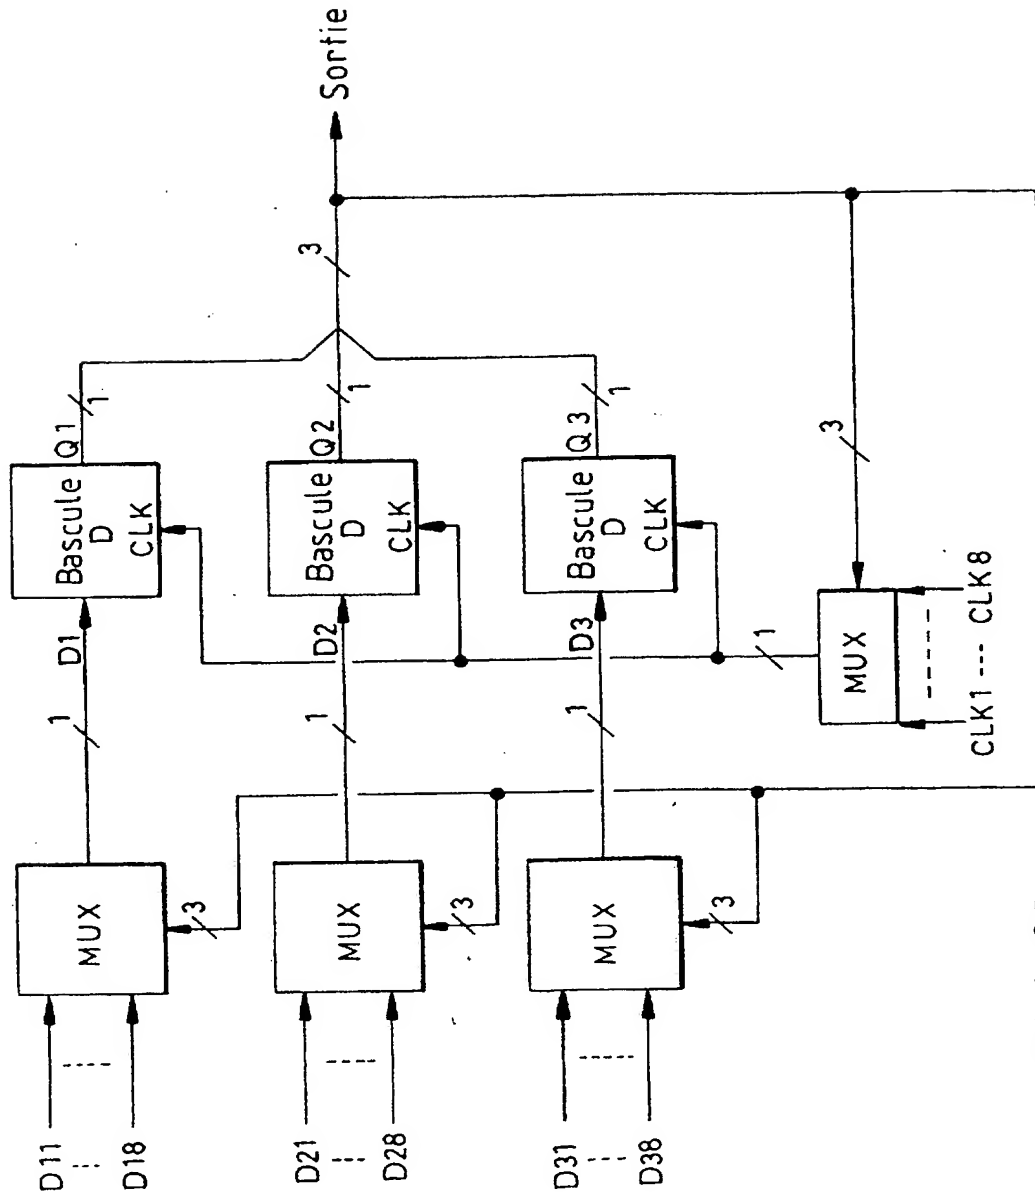 D11
D18
MUX
3
1
D1
Bascule
D
CLK
Q1
1
D21
D28
MUX
3
1
D2
Bascule
D
CLK
Q2
1
3
Sortie
D31
D38
MUX
3
1
D3
Bascule
D
CLK
Q3
1
1
MUX
3
CLK1 --- CLK8